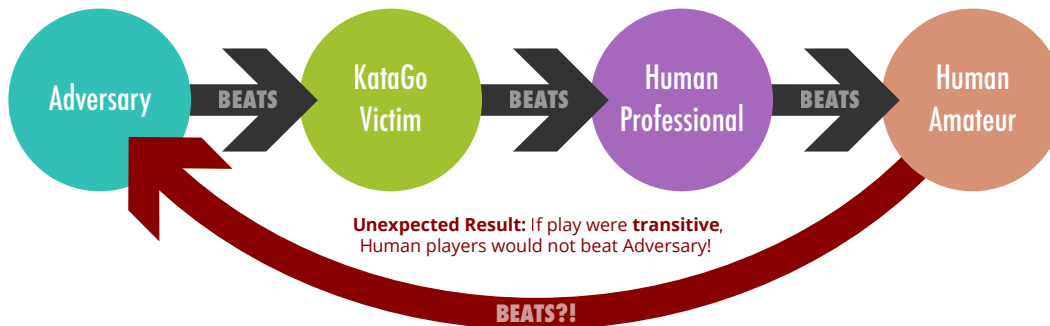 Adversary
BEATS
KataGo
Victim
BEATS
Human
Professional
BEATS
Human
Amateur
Unexpected Result: If play were transitive,
Human players would not beat Adversary!
BEATS?!